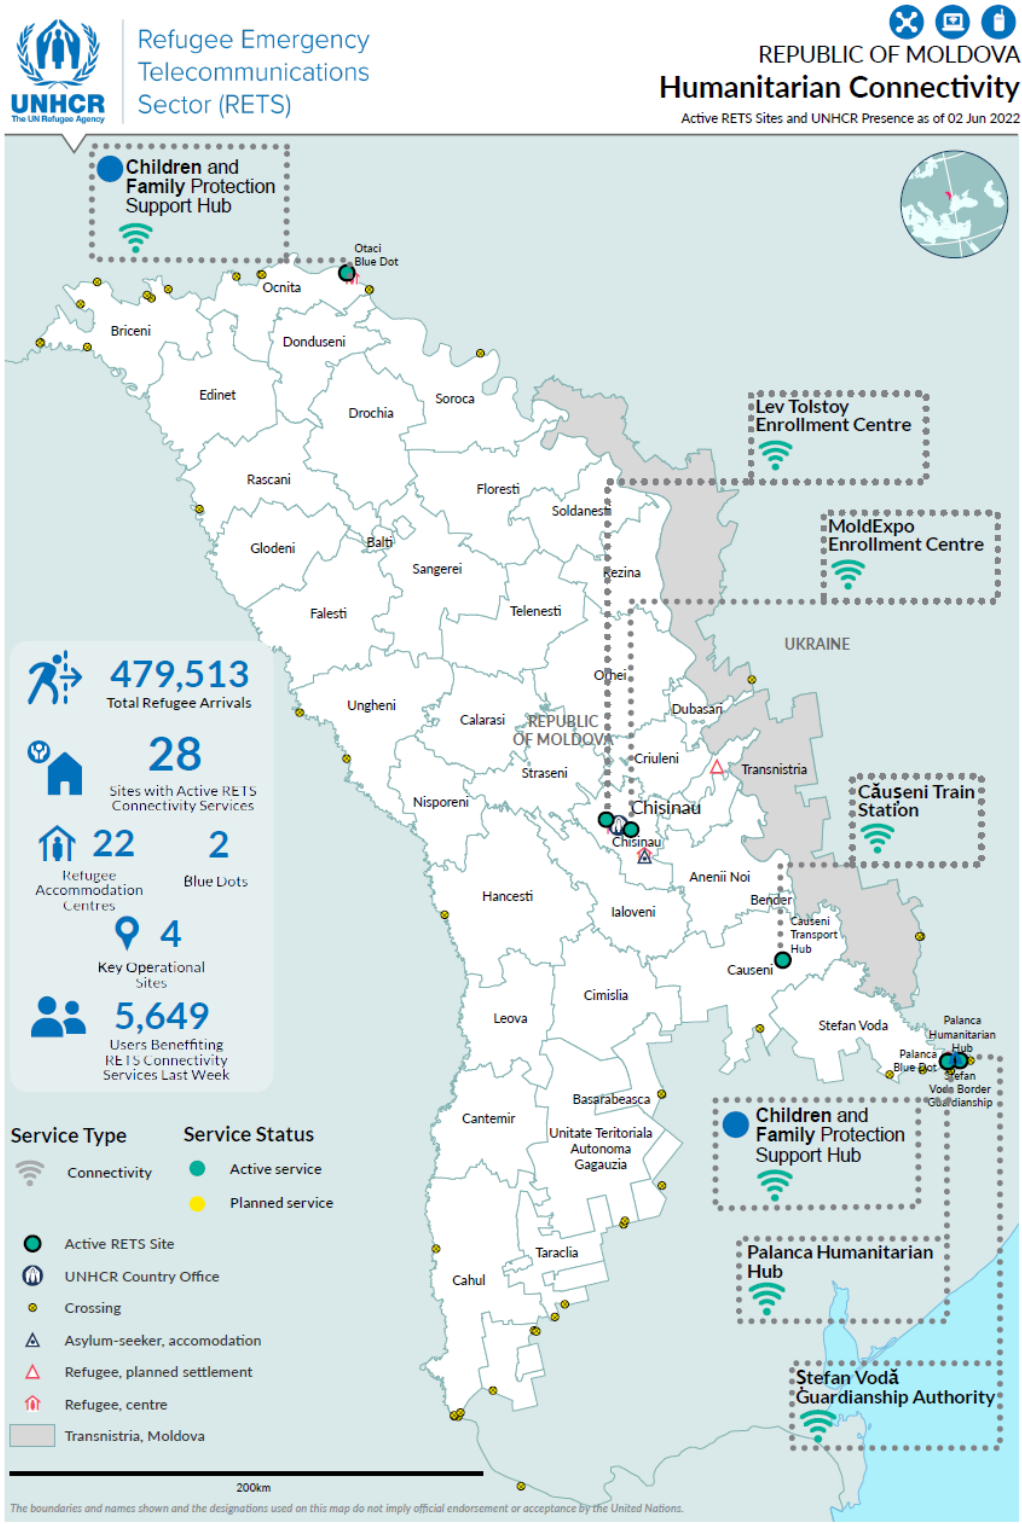 UNHCR
The UN Refugee Agency
Refugee Emergency
Telecommunications
Sector (RETS)
REPUBLIC OF MOLDOVA
Humanitarian Connectivity
Active RETS Sites and UNHCR Presence as of 02 Jun 2022
Children and
Family Protection
Support Hub
Otaci
Blue Dot
Ocnita
Briceni
Donduseni
Edinet
Soroca
Drochia
Lev Tolstoy
Enrollment Centre
Rascani
Floresti
Soldanesti
MoldExpo
Enrollment Centre
Balti
Glodeni
Sangerei
Rezina
Falesti
Telenesti
UKRAINE
Orhei
479,513
Total Refugee Arrivals
Ungheni
Calarasi
Dubasari
REPUBLIC
OF MOLDOVA
28
Sites with Active RETS
Connectivity Services
Straseni
Criuleni
Transnistria
Nisporeni
Chisinau
Chisinau
Căușeni Train
Station
22
Refugee
Accommodation
Centres
2
Blue Dots
Hancesti
Anenii Noi
Ialoveni
Bender
Causeni
Transport
Hub
4
Key Operational
Sites
Causeni
Cimislia
Leova
Stefan Voda
5,649
Users Benefiting
RETS Connectivity
Services Last Week
Palanca
Humanitarian
Hub
Palanca
Blue Dot
Stefan
Voda Border
Guardianship
Basarabeasca
Cantemir
Unitate Teritoriala
Autonoma
Gagauzia
Children and
Family Protection
Support Hub
Service Type
Service Status
Connectivity
Active service
Planned service
Active RETS Site
UNHCR Country Office
Crossing
Asylum-seeker, accomodation
Refugee, planned settlement
Refugee, centre
Transnistria, Moldova
Taraclia
Cahul
Palanca Humanitarian
Hub
Ștefan Vodă
Guardianship Authority
200km
The boundaries and names shown and the designations used on this map do not imply official endorsement or acceptance by the United Nations.